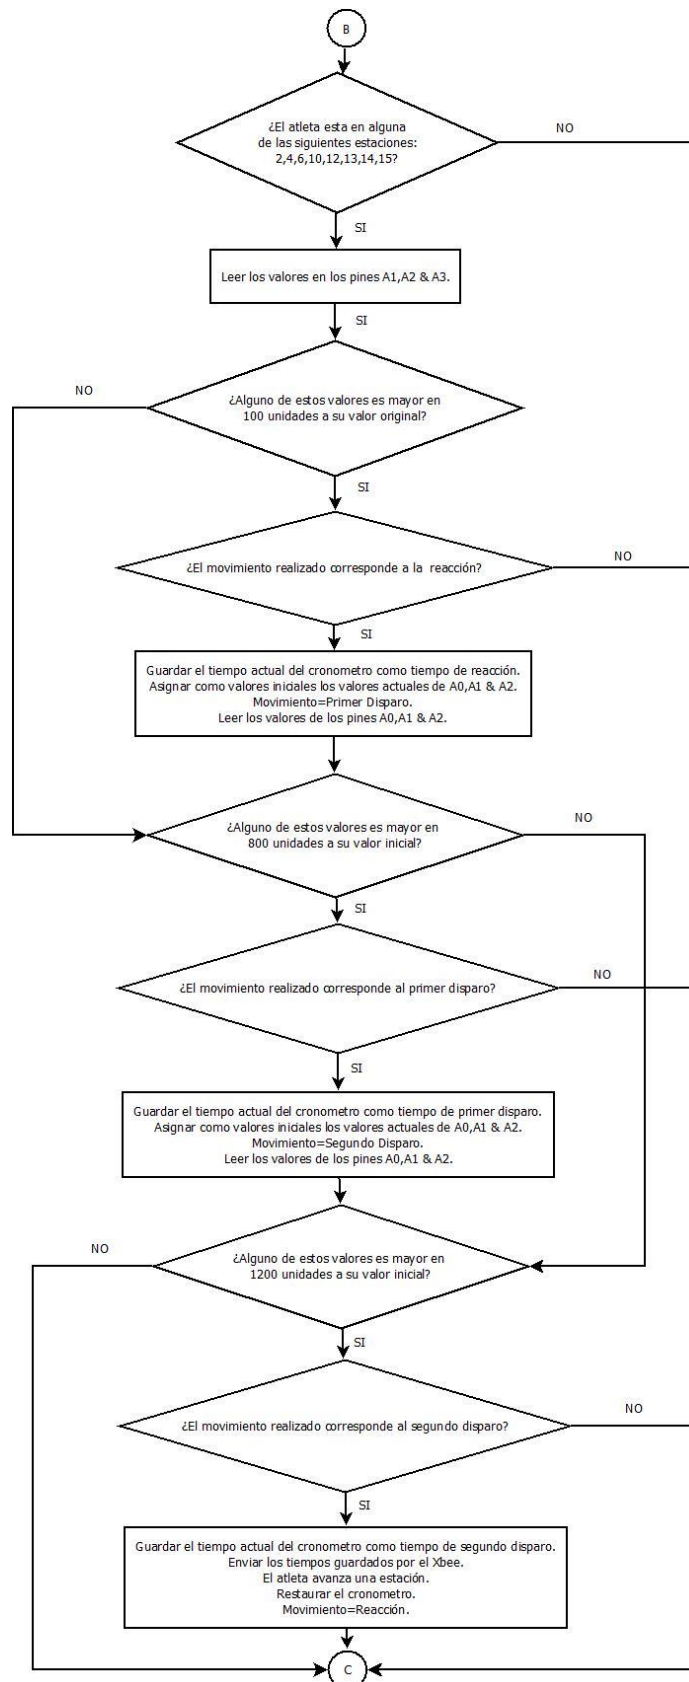 B
¿El atleta esta en alguna
de las siguientes estaciones:
2,4,6,10,12,13,14,15?
NO
SI
Leer los valores en los pines A1,A2 & A3.
SI
NO
¿Alguno de estos valores es mayor en
100 unidades a su valor original?
SI
¿El movimiento realizado corresponde a la reacción?
NO
SI
Guardar el tiempo actual del cronometro como tiempo de reacción.
Asignar como valores iniciales los valores actuales de A0,A1 & A2.
Movimiento=Primer Disparo.
Leer los valores de los pines A0,A1 & A2.
¿Alguno de estos valores es mayor en
800 unidades a su valor inicial?
NO
SI
¿El movimiento realizado corresponde al primer disparo?
NO
SI
Guardar el tiempo actual del cronometro como tiempo de primer disparo.
Asignar como valores iniciales los valores actuales de A0,A1 & A2.
Movimiento=Segundo Disparo.
Leer los valores de los pines A0,A1 & A2.
NO
¿Alguno de estos valores es mayor en
1200 unidades a su valor inicial?
SI
¿El movimiento realizado corresponde al segundo disparo?
NO
SI
Guardar el tiempo actual del cronometro como tiempo de segundo disparo.
Enviar los tiempos guardados por el Xbee.
El atleta avanza una estación.
Restaurar el cronometro.
Movimiento=Reacción.
C